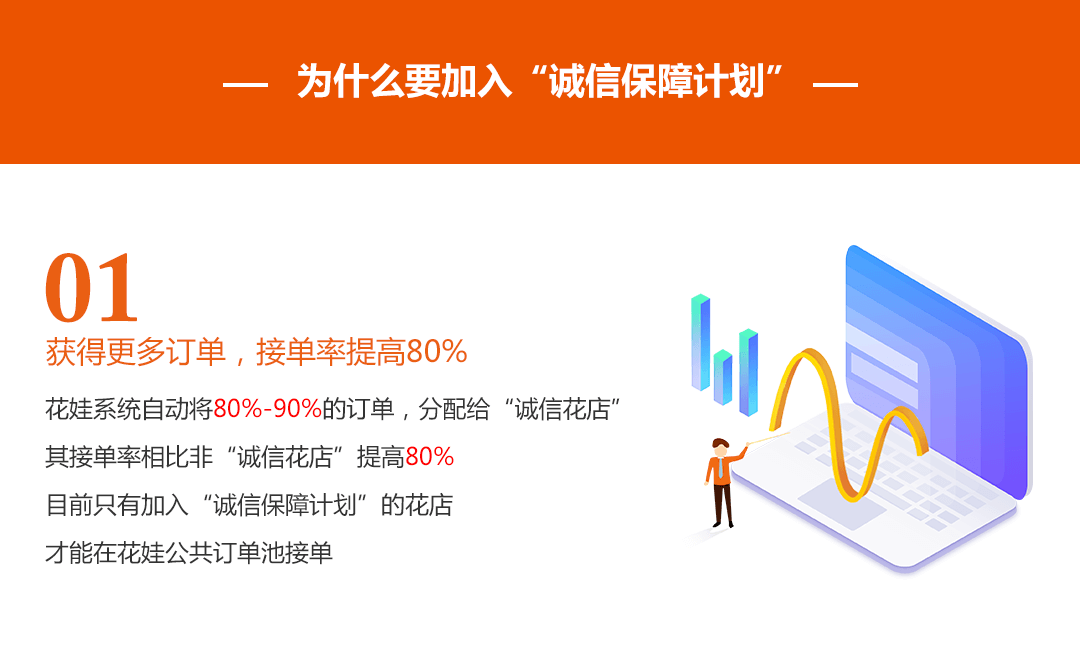 为什么要加入“诚信保障计划”
01
获得更多订单，接单率提高80%
花娃系统自动将80%-90%的订单，分配给“诚信花店”
其接单率相比非“诚信花店”提高80%
目前只有加入“诚信保障计划”的花店
才能在花娃公共订单池接单